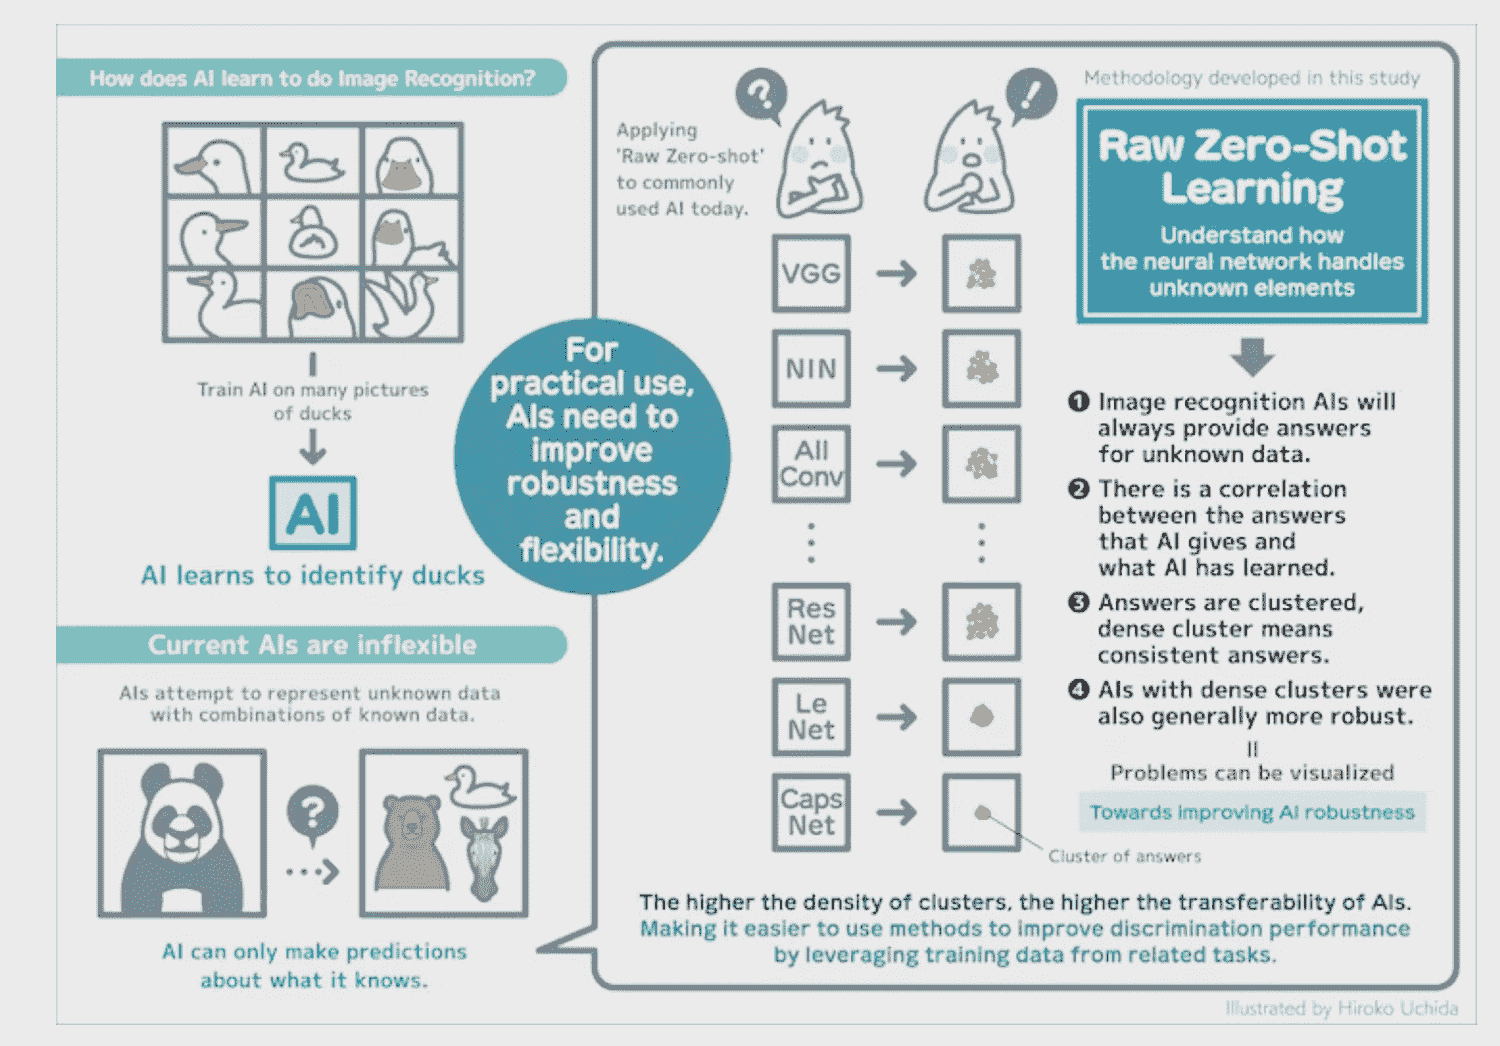 How does AI learn to do Image Recognition?
Train AI on many pictures
of ducks
AI
AI learns to identify ducks
Current AIs are inflexible
AIs attempt to represent unknown data
with combinations of known data.
?
AI can only make predictions
about what it knows.
For
practical use,
AIs need to
improve
robustness
and
flexibility.
Applying
'Raw Zero-shot'
to commonly
used AI today.
?
!
VGG
NIN
All
Conv
Res
Net
Le
Net
Caps
Net
Cluster of answers
Methodology developed in this study
Raw Zero-Shot
Learning
Understand how
the neural network handles
unknown elements
1 Image recognition AIs will
always provide answers
for unknown data.
2 There is a correlation
between the answers
that AI gives and
what AI has learned.
3 Answers are clustered,
dense cluster means
consistent answers.
4 AIs with dense clusters were
also generally more robust.
Problems can be visualized
Towards improving AI robustness
The higher the density of clusters, the higher the transferability of AIs.
Making it easier to use methods to improve discrimination performance
by leveraging training data from related tasks.
Illustrated by Hiroko Uchida